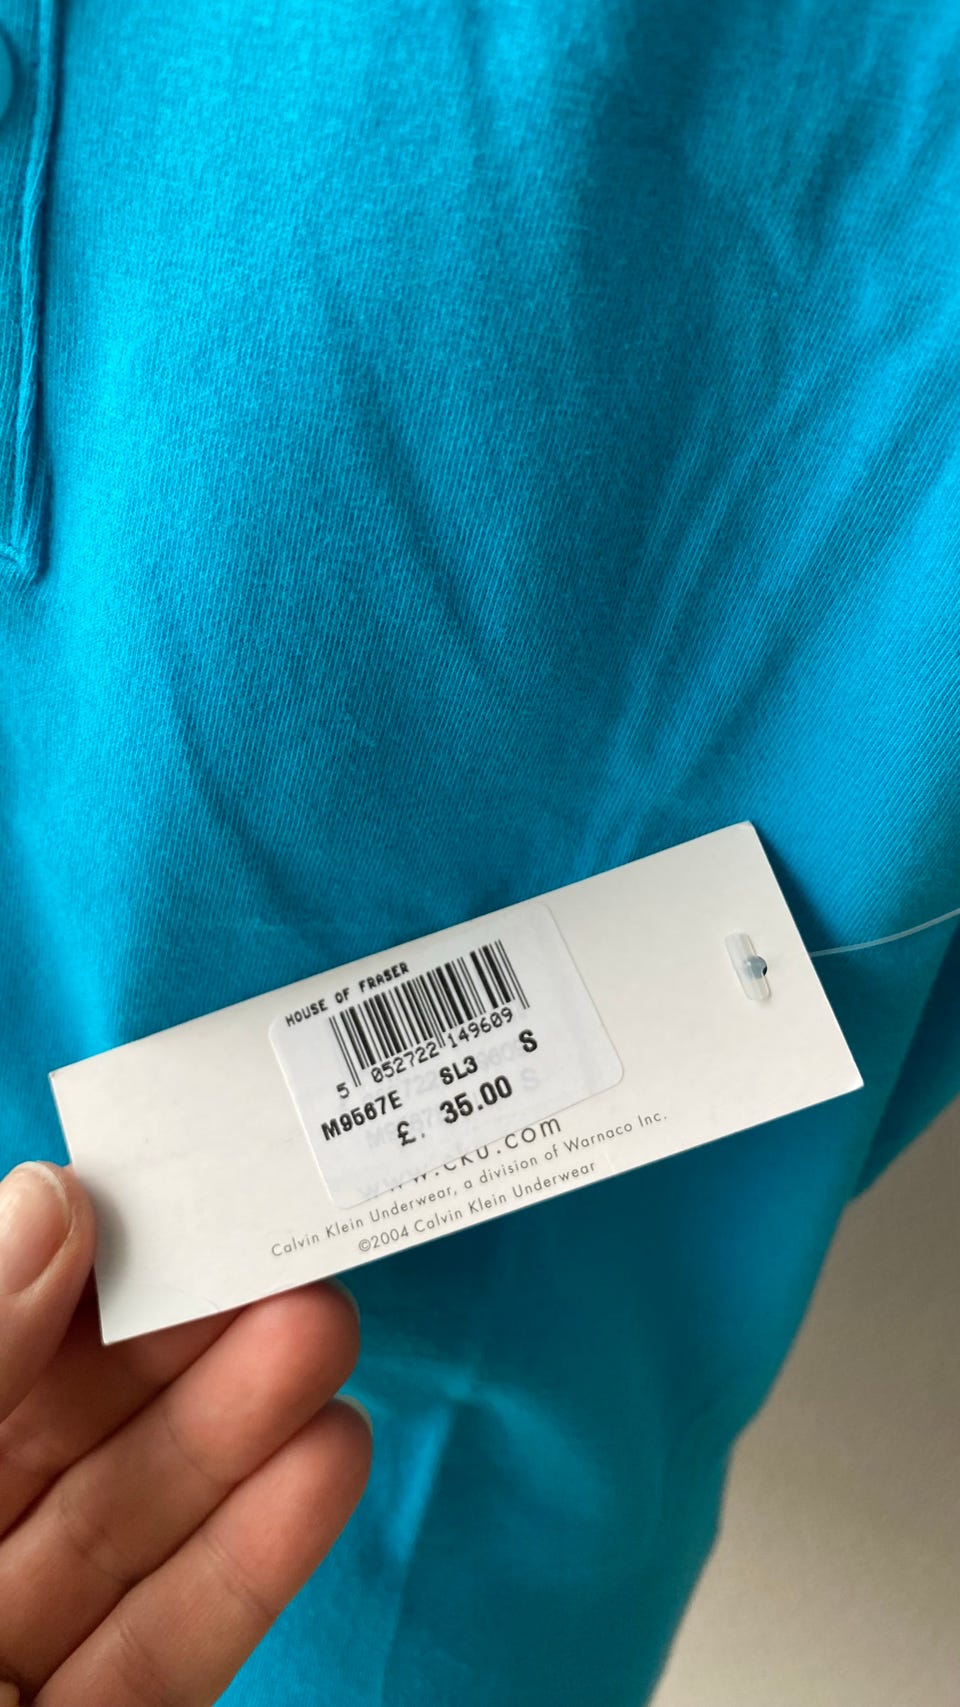 HOUSE OF FRASER
5 052722 149609
M9567E SL3 S
£. 35.00
www.cku.com
Calvin Klein Underwear, a division of Warnaco Inc.
©2004 Calvin Klein Underwear